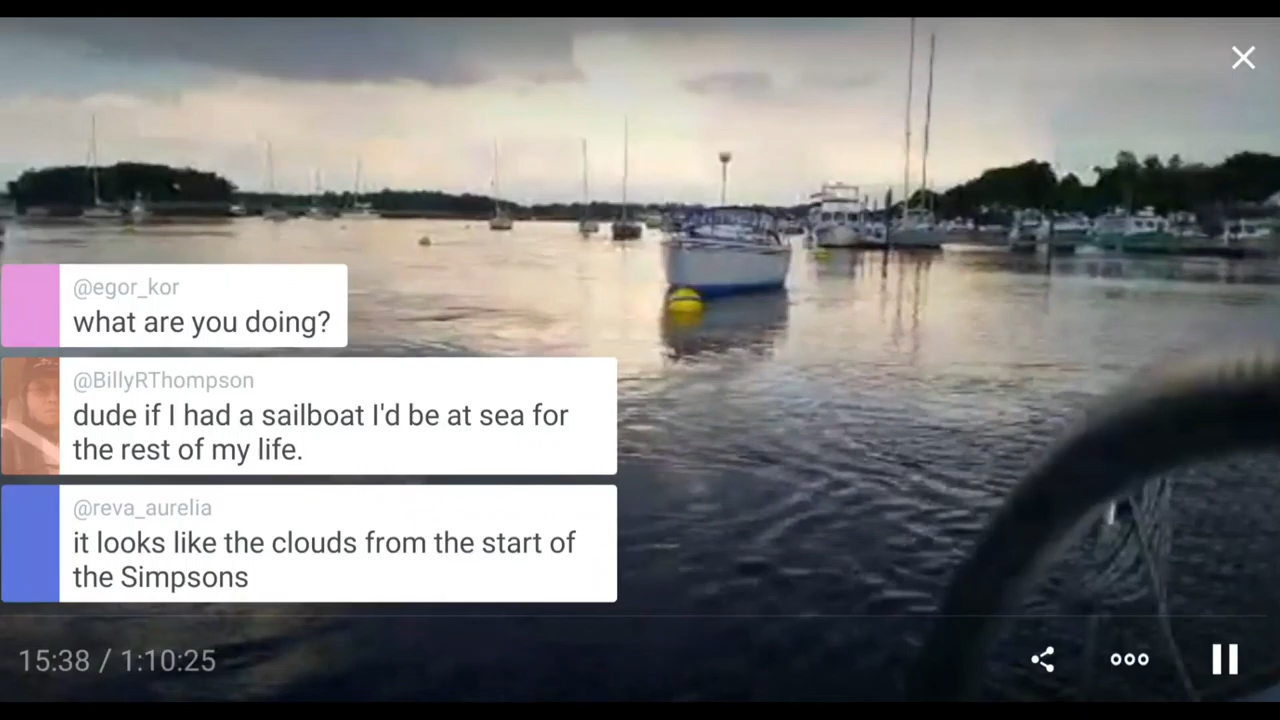 @egor_kor
what are you doing?
@BillyRThompson
dude if I had a sailboat I'd be at sea for
the rest of my life.
@reva_aurelia
it looks like the clouds from the start of
the Simpsons
15:38 / 1:10:25